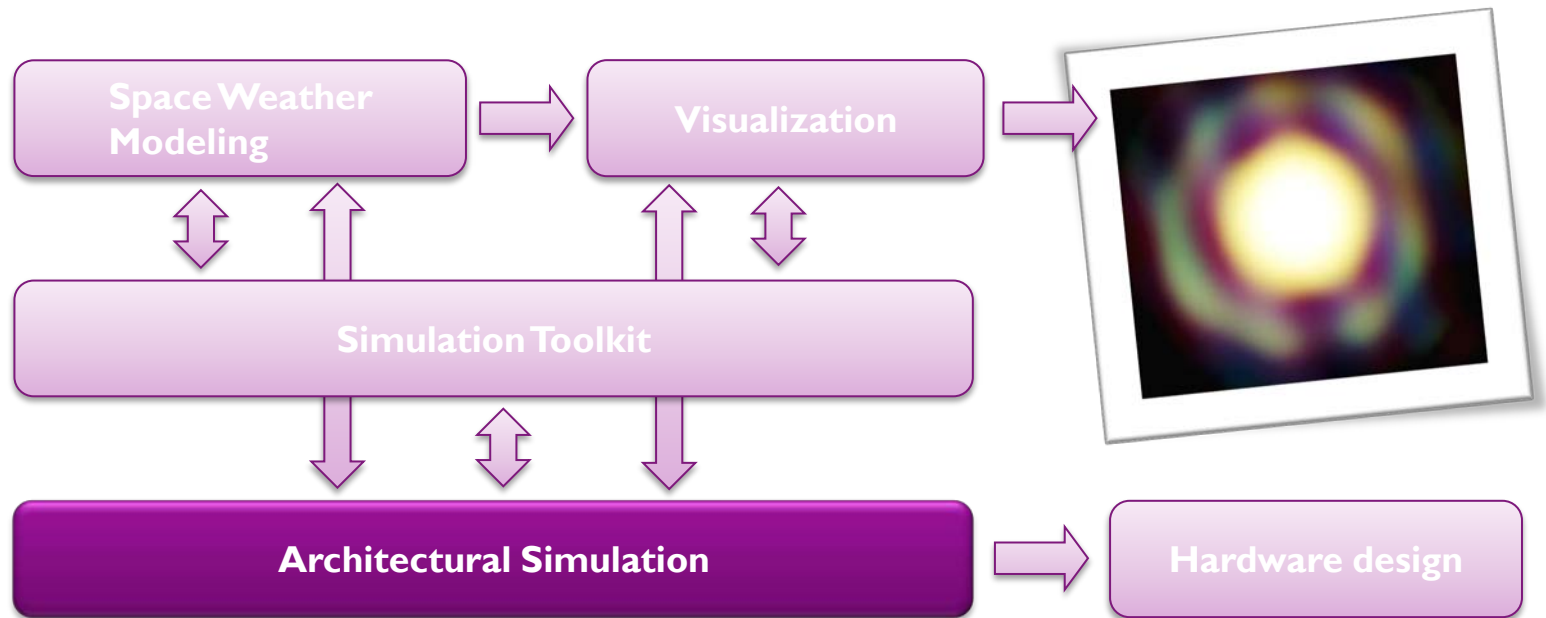 Space Weather
Modeling
Visualization
Simulation Toolkit
Architectural Simulation
Hardware design